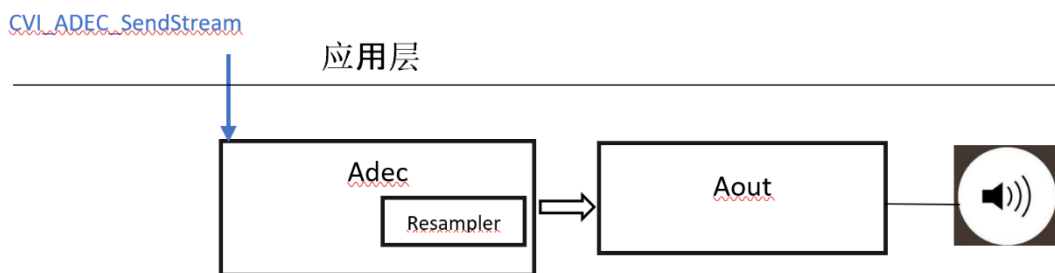 CVI_ADEC_SendStream
应用层
Adec
Resampler
Aout